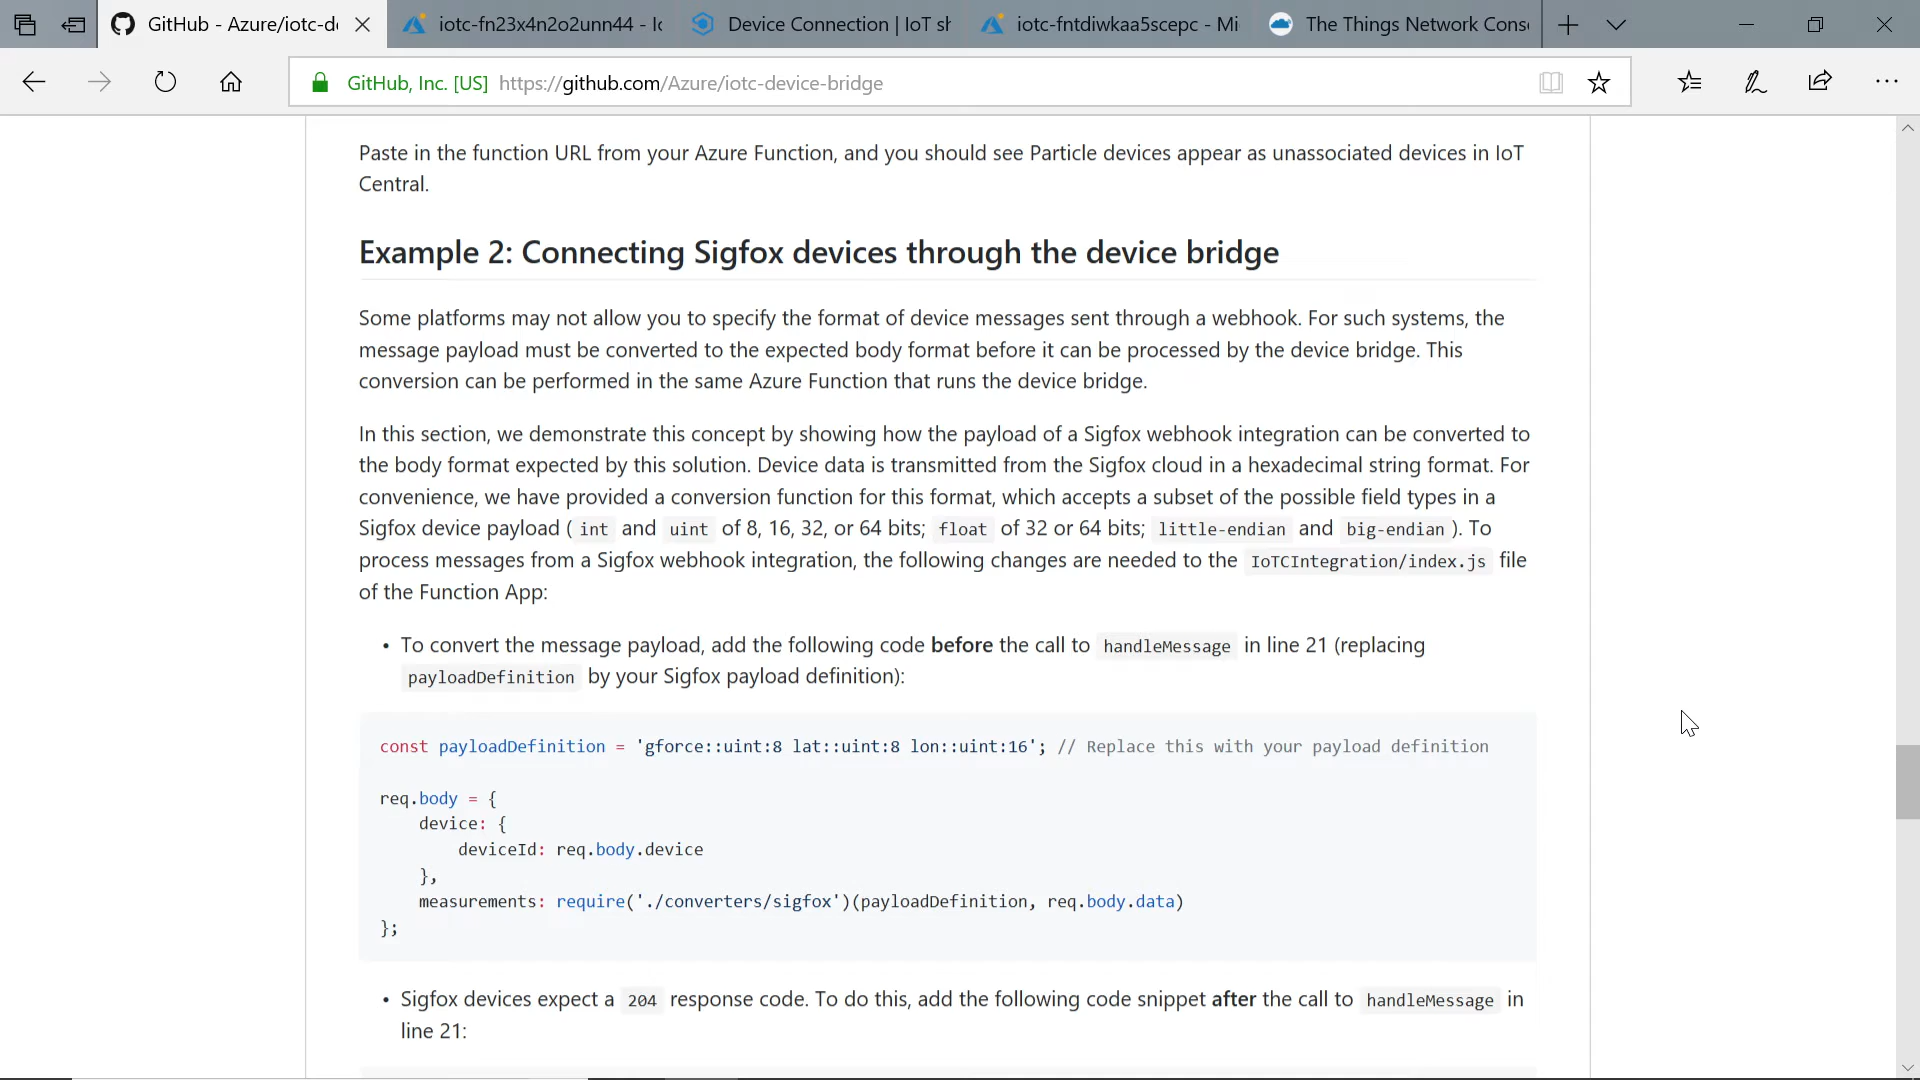 GitHub - Azure/iotc-de
iotc-fn23x4n2o2unn44 - Ic
Device Connection | IoT sh
iotc-fntdiwkaa5scepc - Mi
The Things Network Conso
GitHub, Inc. [US] https://github.com/Azure/iotc-device-bridge
Paste in the function URL from your Azure Function, and you should see Particle devices appear as unassociated devices in IoT
Central.
Example 2: Connecting Sigfox devices through the device bridge
Some platforms may not allow you to specify the format of device messages sent through a webhook. For such systems, the
message payload must be converted to the expected body format before it can be processed by the device bridge. This
conversion can be performed in the same Azure Function that runs the device bridge.
In this section, we demonstrate this concept by showing how the payload of a Sigfox webhook integration can be converted to
the body format expected by this solution. Device data is transmitted from the Sigfox cloud in a hexadecimal string format. For
convenience, we have provided a conversion function for this format, which accepts a subset of the possible field types in a
Sigfox device payload ( int and uint of 8, 16, 32, or 64 bits; float of 32 or 64 bits; little-endian and big-endian ). To
process messages from a Sigfox webhook integration, the following changes are needed to the IoTCIntegration/index.js file
of the Function App:
• To convert the message payload, add the following code before the call to handleMessage in line 21 (replacing
payloadDefinition by your Sigfox payload definition):
const payloadDefinition = 'gforce::uint:8 lat::uint:8 lon::uint:16'; // Replace this with your payload definition
req.body = {
device: {
deviceId: req.body.device
},
measurements: require('./converters/sigfox')(payloadDefinition, req.body.data)
};
• Sigfox devices expect a 204 response code. To do this, add the following code snippet after the call to handleMessage in
line 21: